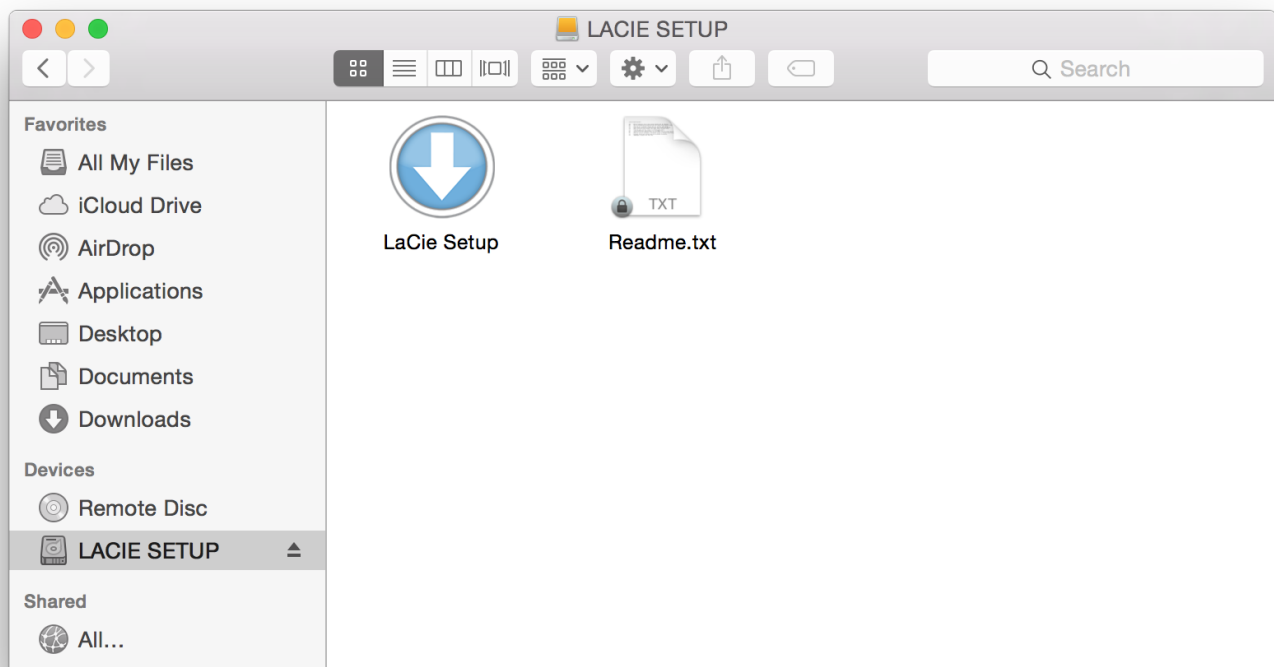 LACIE SETUP
Search
Favorites
All My Files
iCloud Drive
AirDrop
Applications
Desktop
Documents
Downloads
Devices
Remote Disc
LACIE SETUP
Shared
All...
TXT
LaCie Setup
Readme.txt